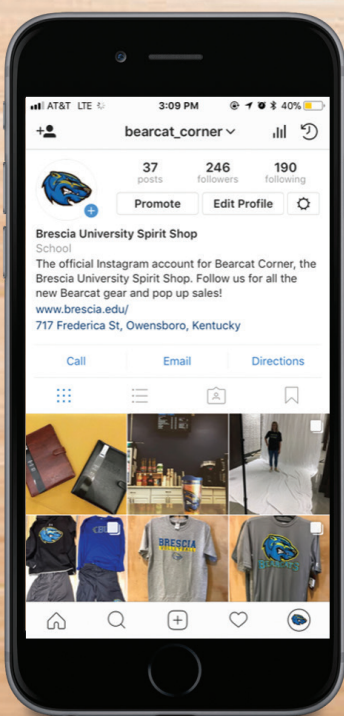 AT&T LTE 3:09 PM 40%
bearcat_corner
37 246 190
posts followers following
Promote Edit Profile
Brescia University Spirit Shop
School
The official Instagram account for Bearcat Corner, the
Brescia University Spirit Shop. Follow us for all the
new Bearcat gear and pop up sales!
www.brescia.edu/
717 Frederica St, Owensboro, Kentucky
Call Email Directions
BRESCIA
VOLLEYBALL
BEARCATS